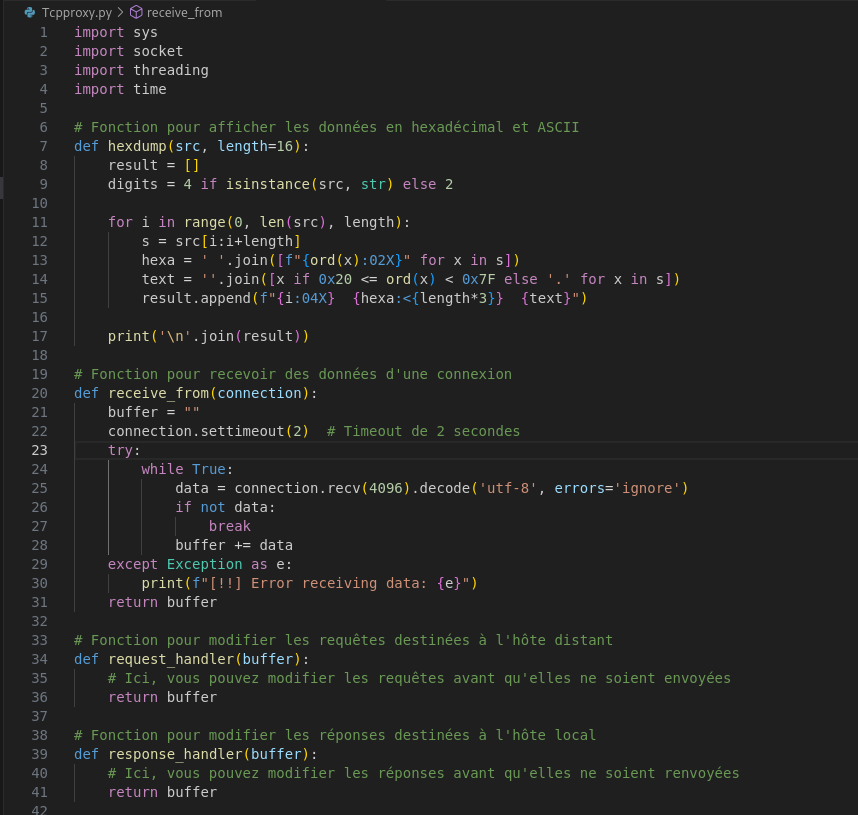 Tcpproxy.py > receive_from
1 import sys
2 import socket
3 import threading
4 import time
5
6 # Fonction pour afficher les données en hexadécimal et ASCII
7 def hexdump(src, length=16):
8     result = []
9     digits = 4 if isinstance(src, str) else 2
10
11     for i in range(0, len(src), length):
12         s = src[i:i+length]
13         hexa = ' '.join([f"{ord(x):02X}" for x in s])
14         text = ''.join([x if 0x20 <= ord(x) < 0x7F else '.' for x in s])
15         result.append(f"{i:04X}  {hexa:<{length*3}}  {text}")
16
17     print('\n'.join(result))
18
19 # Fonction pour recevoir des données d'une connexion
20 def receive_from(connection):
21     buffer = ""
22     connection.settimeout(2)  # Timeout de 2 secondes
23     try:
24         while True:
25             data = connection.recv(4096).decode('utf-8', errors='ignore')
26             if not data:
27                 break
28             buffer += data
29     except Exception as e:
30         print(f"[!!] Error receiving data: {e}")
31     return buffer
32
33 # Fonction pour modifier les requêtes destinées à l'hôte distant
34 def request_handler(buffer):
35     # Ici, vous pouvez modifier les requêtes avant qu'elles ne soient envoyées
36     return buffer
37
38 # Fonction pour modifier les réponses destinées à l'hôte local
39 def response_handler(buffer):
40     # Ici, vous pouvez modifier les réponses avant qu'elles ne soient renvoyées
41     return buffer
42